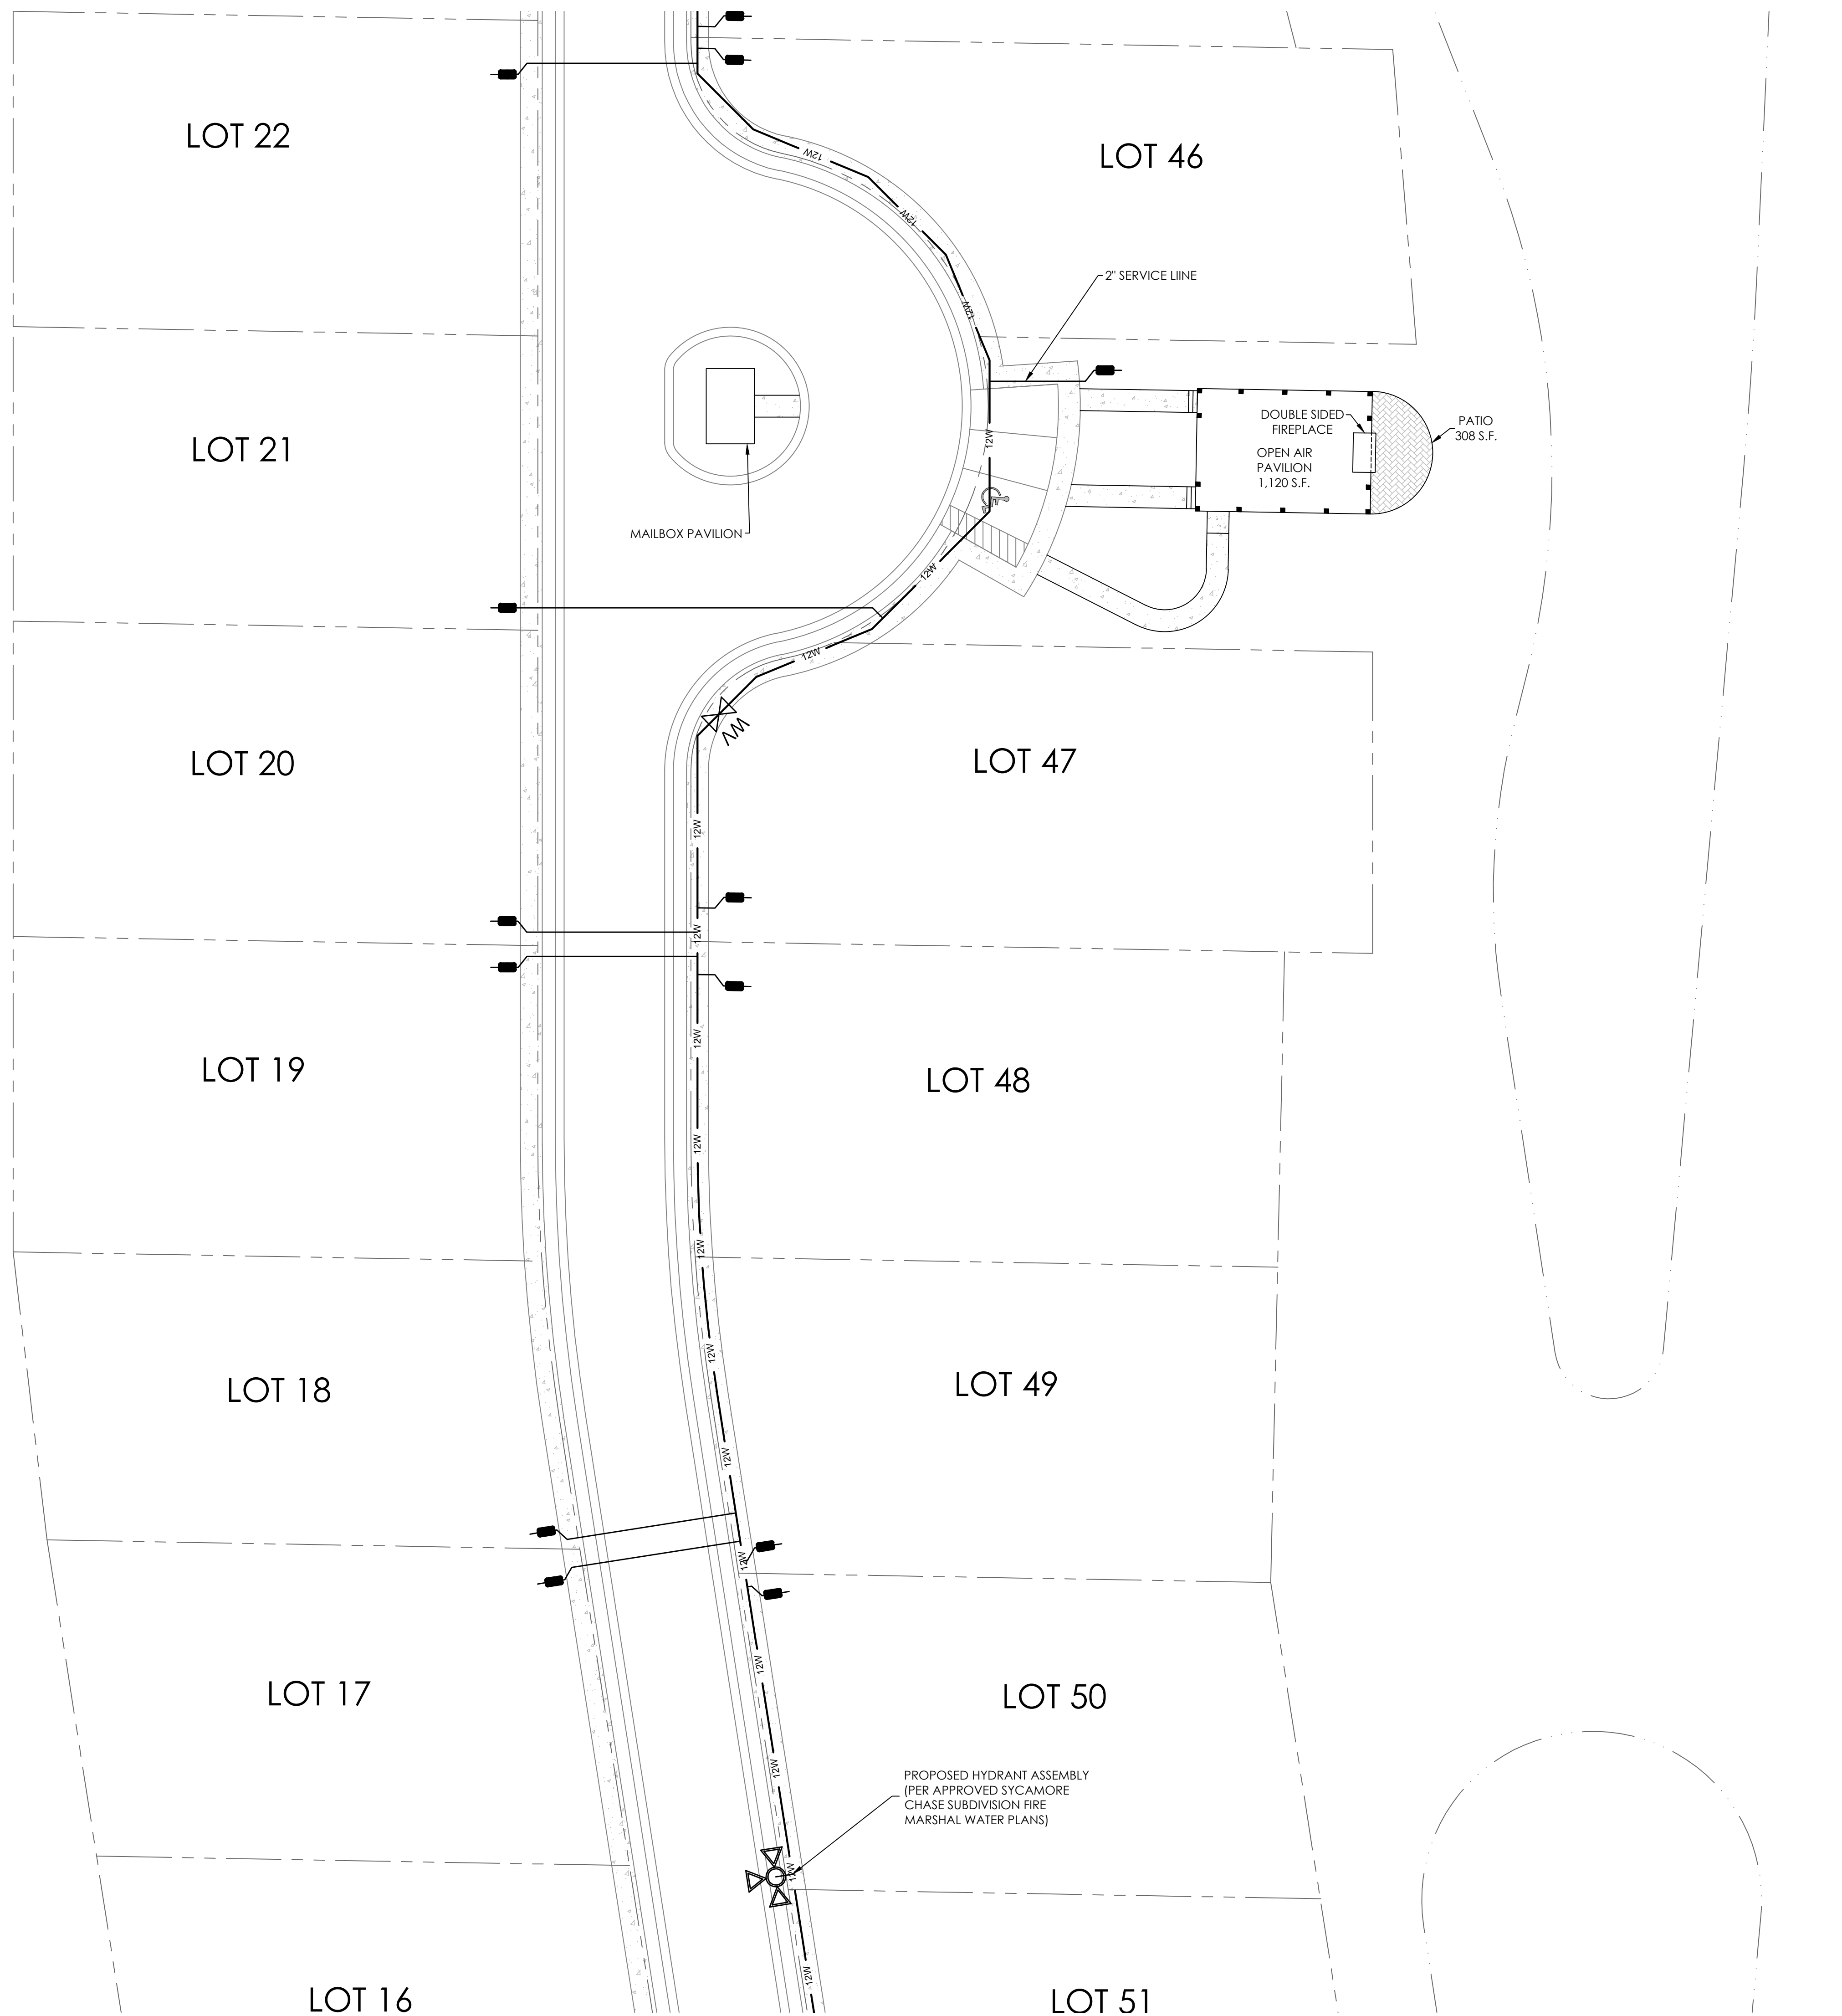 LOT 22
LOT 46
12W
12W
12W
2" SERVICE LIINE
DOUBLE SIDED
FIREPLACE
PATIO
308 S.F.
OPEN AIR
PAVILION
1,120 S.F.
LOT 21
12W
MAILBOX PAVILION
12W
12W
WV
LOT 20
LOT 47
12W
12W
LOT 19
LOT 48
12W
12W
12W
LOT 18
LOT 49
12W
12W
12W
LOT 17
LOT 50
12W
12W
PROPOSED HYDRANT ASSEMBLY
(PER APPROVED SYCAMORE
CHASE SUBDIVISION FIRE
MARSHAL WATER PLANS)
12W
12W
LOT 16
LOT 51